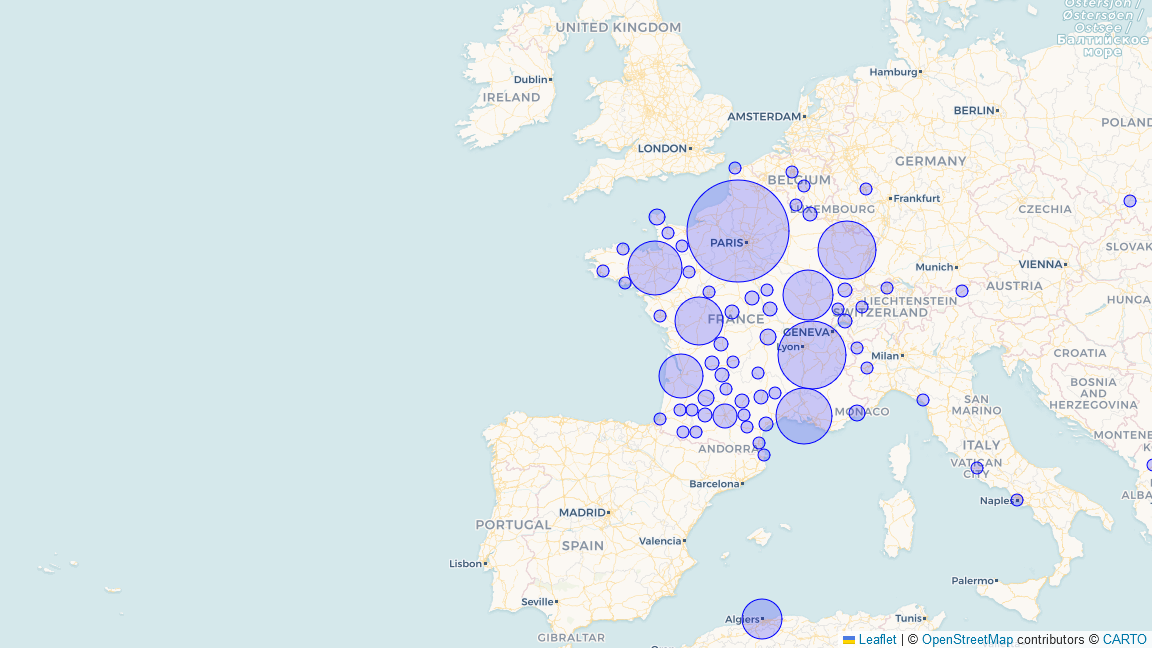 Østersjön /
Østersøen /
Ostsee /
Балтийское
море
UNITED KINGDOM
Hamburg
Dublin
IRELAND
BERLIN
AMSTERDAM
POLAND
LONDON
GERMANY
BELGIUM
Frankfurt
LUXEMBOURG
CZECHIA
PARIS
SLOVAK
Munich
VIENNA
AUSTRIA
LIECHTENSTEIN
HUNGA
SWITZERLAND
FRANCE
GENEVA
Lyon
Milan
CROATIA
BOSNIA
AND
HERZEGOVINA
SAN
MARINO
MONACO
MONTENE
ITALY
ANDORRA
VATICAN
CITY
K
Barcelona
ALBA
Naples
MADRID
PORTUGAL
SPAIN
Valencia
Lisbon
Palermo
Seville
Algiers
Tunis
GIBRALTAR
Leaflet | © OpenStreetMap contributors © CARTO